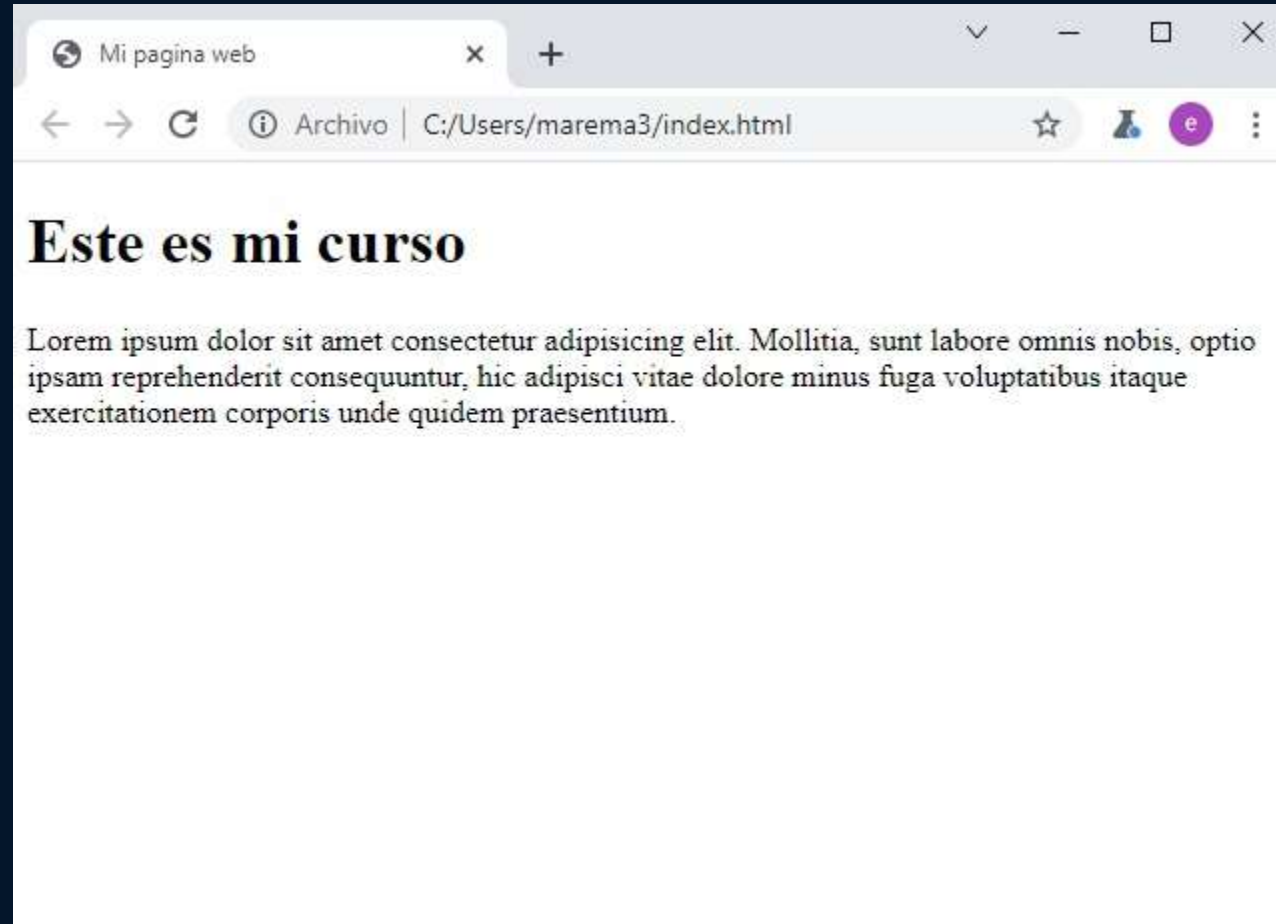 Mi pagina web
Archivo | C:/Users/marema3/index.html
e
Este es mi curso
Lorem ipsum dolor sit amet consectetur adipisicing elit. Mollitia, sunt labore omnis nobis, optio
ipsam reprehenderit consequuntur, hic adipisci vitae dolore minus fuga voluptatibus itaque
exercitationem corporis unde quidem praesentium.